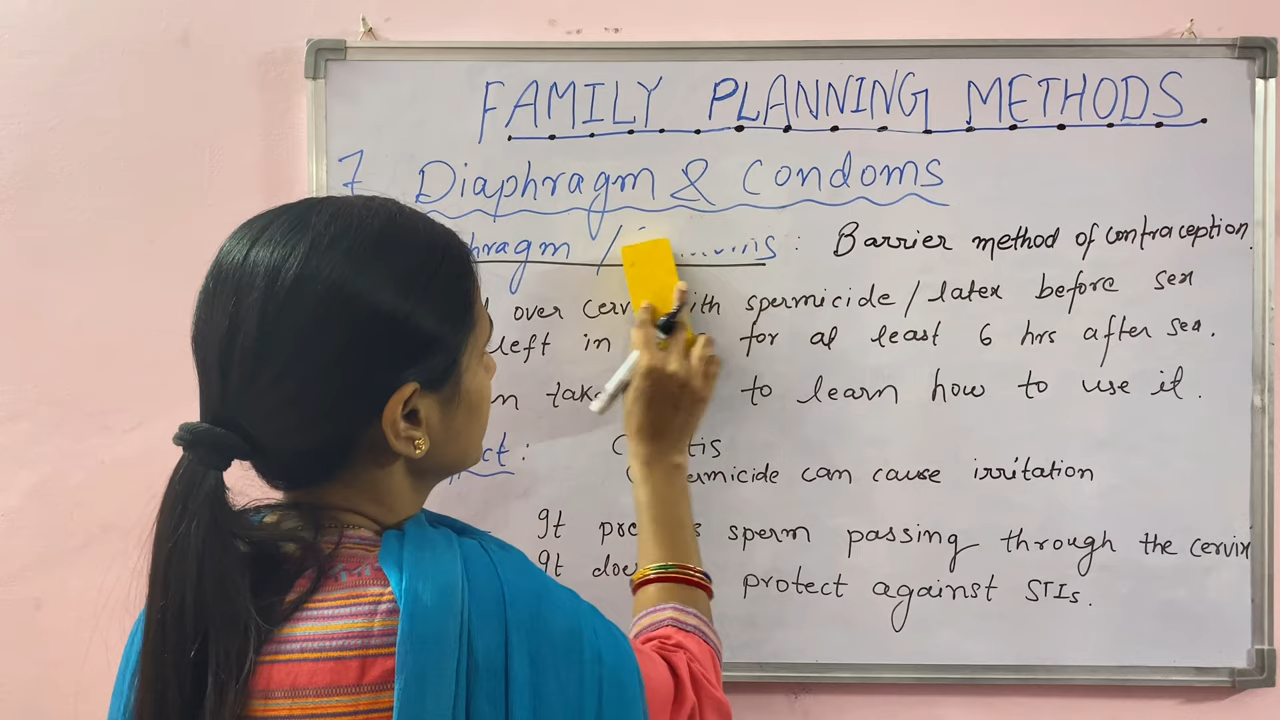 FAMILY PLANNING METHODS
7 Diaphragm & Condoms
hragm / : Barrier method of contraception
over cerv ith spermicide/latex before sex
left in for at least 6 hrs after sex.
n take to learn how to use it.
ct : C tis
ermicide can cause irritation
It pre s sperm passing through the cervix
It doe protect against STIs.